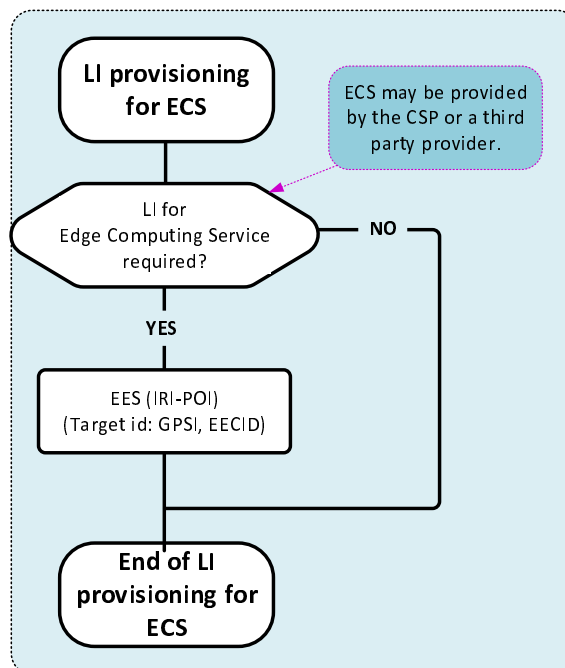 LI provisioning
for ECS
ECS may be provided
by the CSP or a third
party provider.
LI for
Edge Computing Service
required?
NO
YES
EES (IRI-POI)
(Target id: GPSI, EECID)
End of LI
provisioning for
ECS